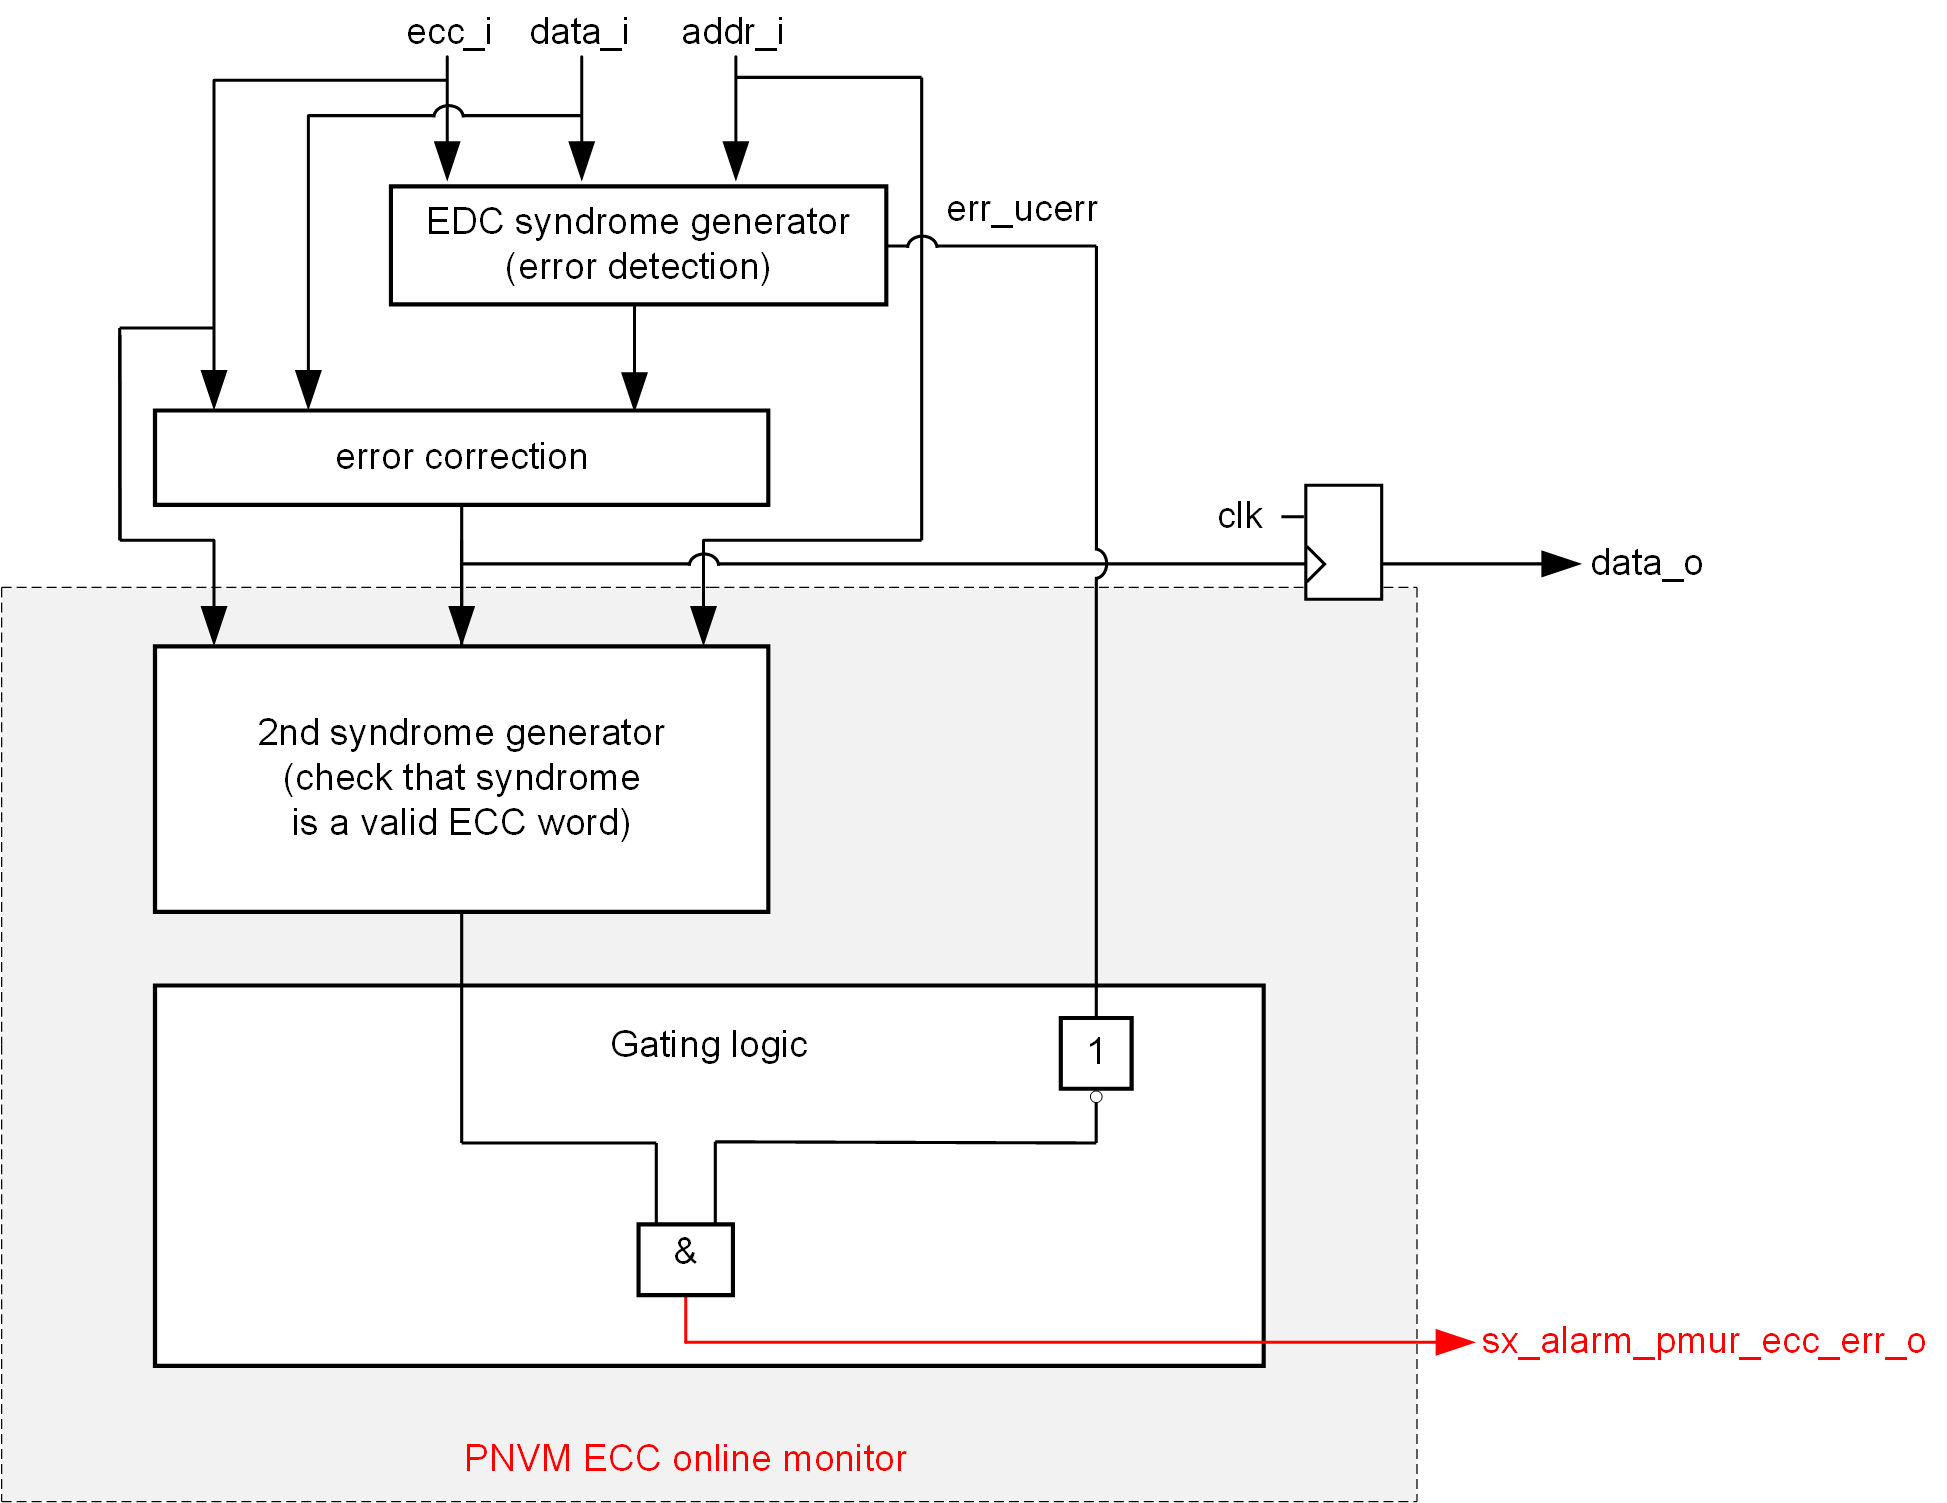 ecc_i data_i addr_i
err_ucerr
EDC syndrome generator
(error detection)
error correction
clk
data_o
2nd syndrome generator
(check that syndrome
is a valid ECC word)
Gating logic
1
&
sx_alarm_pmur_ecc_err_o
PNVM ECC online monitor